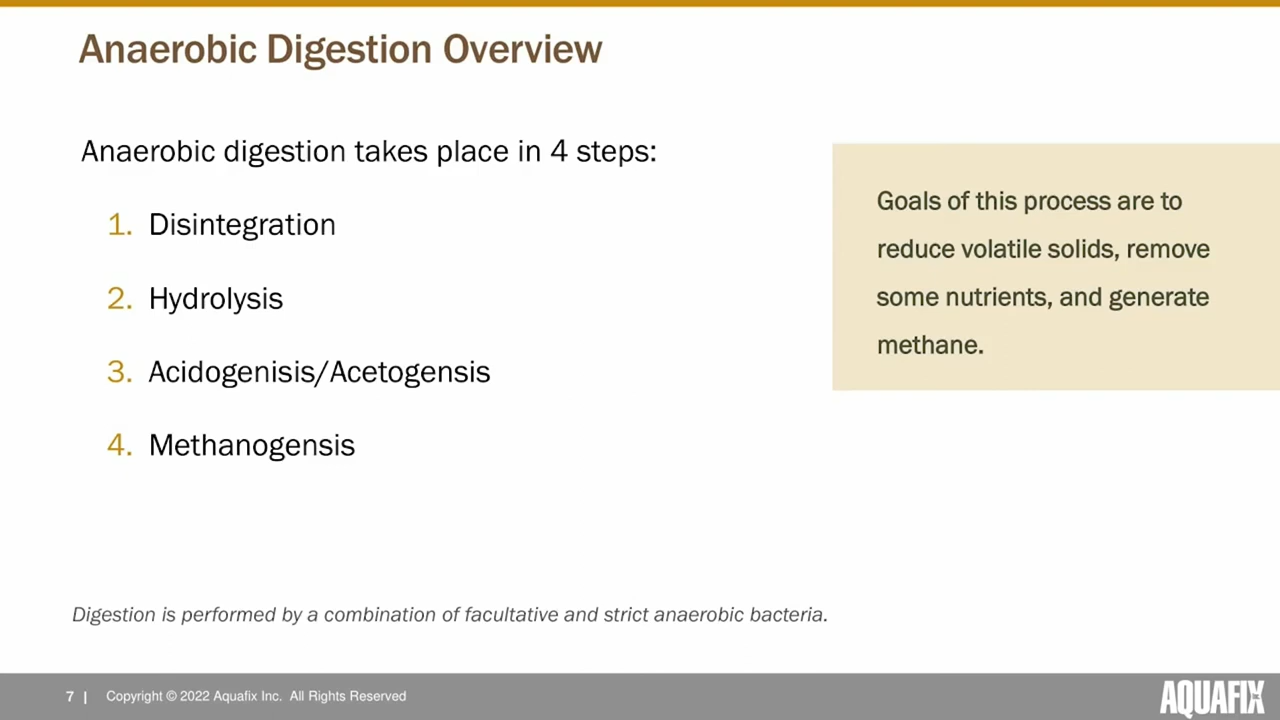 Anaerobic Digestion Overview
Anaerobic digestion takes place in 4 steps:
1. Disintegration
2. Hydrolysis
3. Acidogenisis/Acetogensis
4. Methanogensis
Goals of this process are to
reduce volatile solids, remove
some nutrients, and generate
methane.
Digestion is performed by a combination of facultative and strict anaerobic bacteria.
7 | Copyright © 2022 Aquafix Inc. All Rights Reserved
AQUAFIX